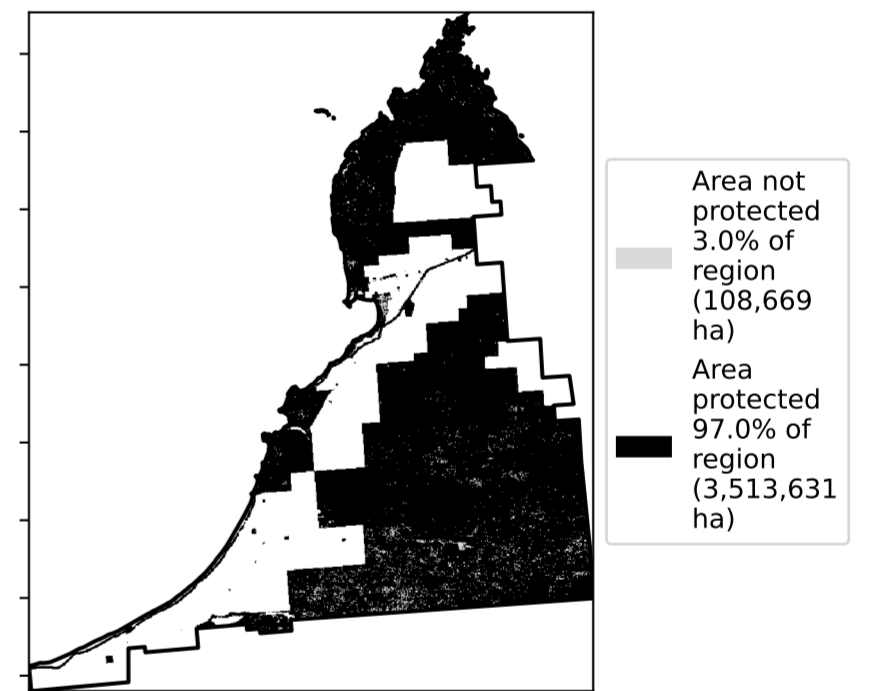 Area not
protected
3.0% of
region
(108,669
ha)
Area
protected
97.0% of
region
(3,513,631
ha)